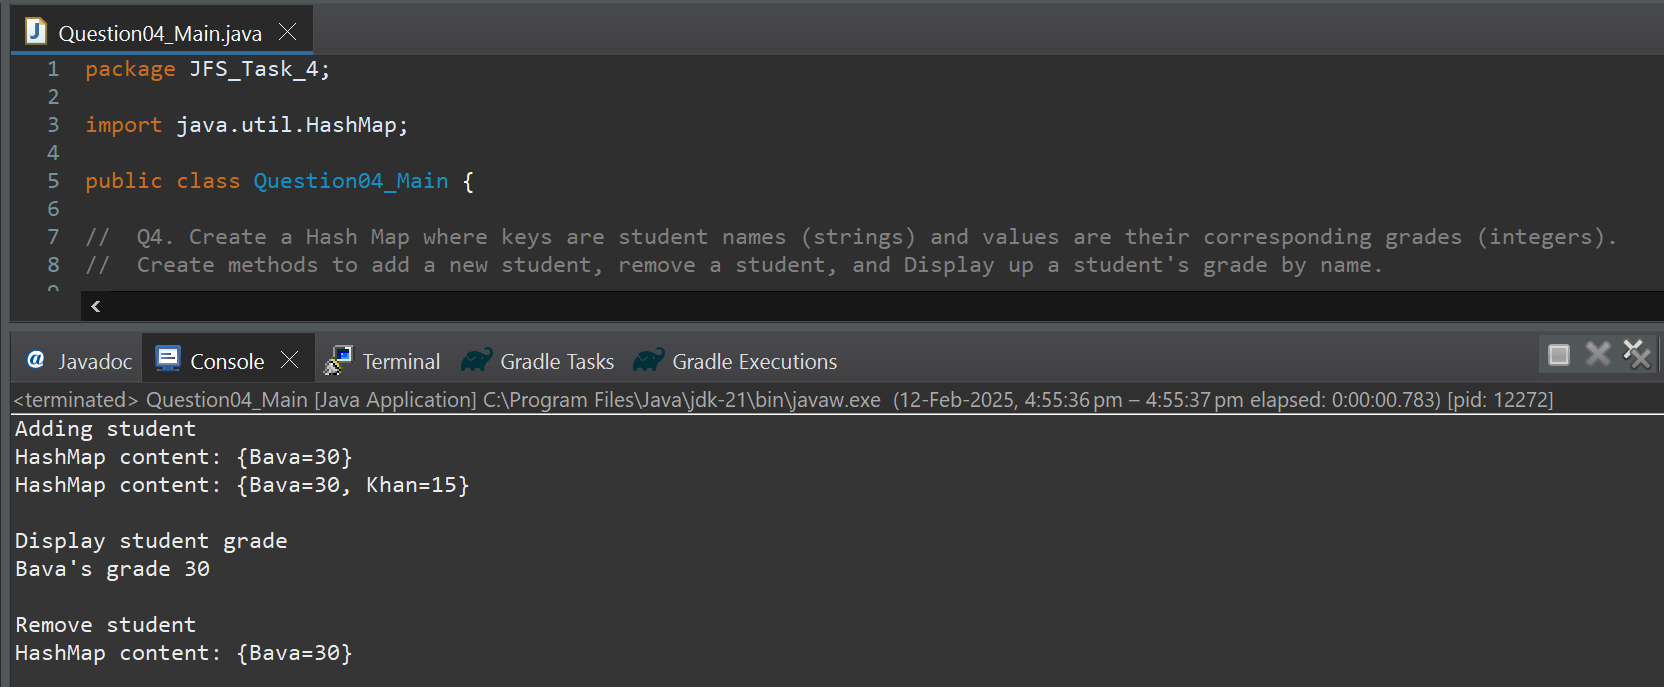 Question04_Main.java
1 package JFS_Task_4;
2
3 import java.util.HashMap;
4
5 public class Question04_Main {
6
7 //  Q4. Create a Hash Map where keys are student names (strings) and values are their corresponding grades (integers).
8 //  Create methods to add a new student, remove a student, and Display up a student's grade by name.
Javadoc Console Terminal Gradle Tasks Gradle Executions
<terminated> Question04_Main [Java Application] C:\Program Files\Java\jdk-21\bin\javaw.exe  (12-Feb-2025, 4:55:36 pm – 4:55:37 pm elapsed: 0:00:00.783) [pid: 12272]
Adding student
HashMap content: {Bava=30}
HashMap content: {Bava=30, Khan=15}
Display student grade
Bava's grade 30
Remove student
HashMap content: {Bava=30}